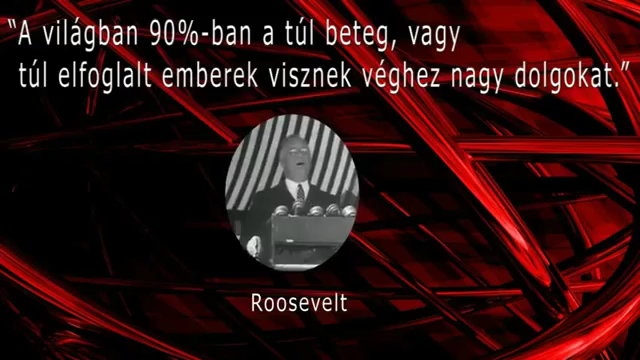 “A világban 90%-ban a túl beteg, vagy
túl elfoglalt emberek visznek véghez nagy dolgokat.”
Roosevelt